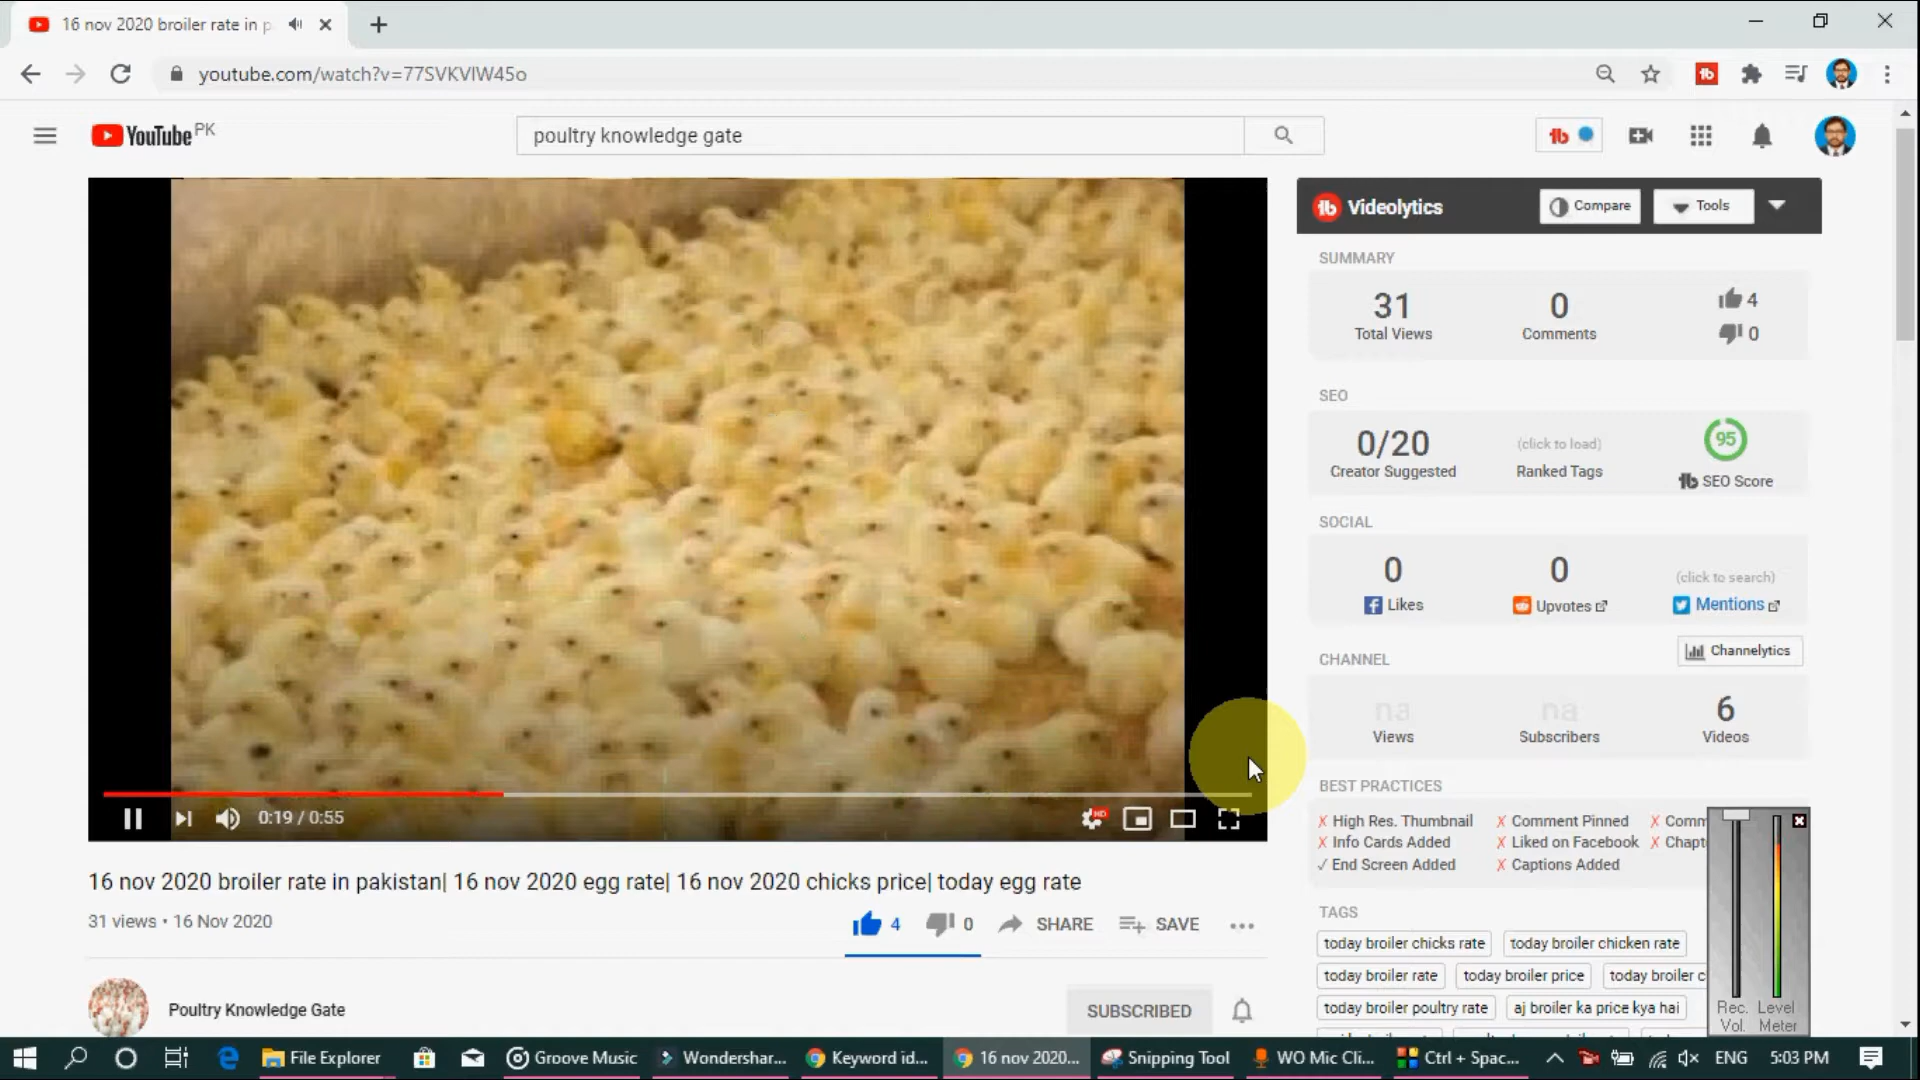 16 nov 2020 broiler rate in p
youtube.com/watch?v=77SVKVlW45o
YouTube PK
poultry knowledge gate
Videolytics
Compare
Tools
SUMMARY
31
0
4
Total Views
Comments
0
SEO
0/20
(click to load)
95
Creator Suggested
Ranked Tags
SEO Score
SOCIAL
0
0
(click to search)
Likes
Upvotes
Mentions
CHANNEL
Channelytics
na
na
6
Views
Subscribers
Videos
BEST PRACTICES
High Res. Thumbnail
Comment Pinned
Comm
Info Cards Added
Liked on Facebook
Chapt
End Screen Added
Captions Added
TAGS
today broiler chicks rate
today broiler chicken rate
today broiler rate
today broiler price
today broiler c
today broiler poultry rate
aj broiler ka price kya hai
Rec. Vol.
Level Meter
0:19 / 0:55
HD
16 nov 2020 broiler rate in pakistan| 16 nov 2020 egg rate| 16 nov 2020 chicks price| today egg rate
31 views • 16 Nov 2020
4
0
SHARE
SAVE
Poultry Knowledge Gate
SUBSCRIBED
File Explorer
Groove Music
Wondershar...
Keyword id...
16 nov 2020...
Snipping Tool
WO Mic Cli...
Ctrl + Spac...
ENG
5:03 PM